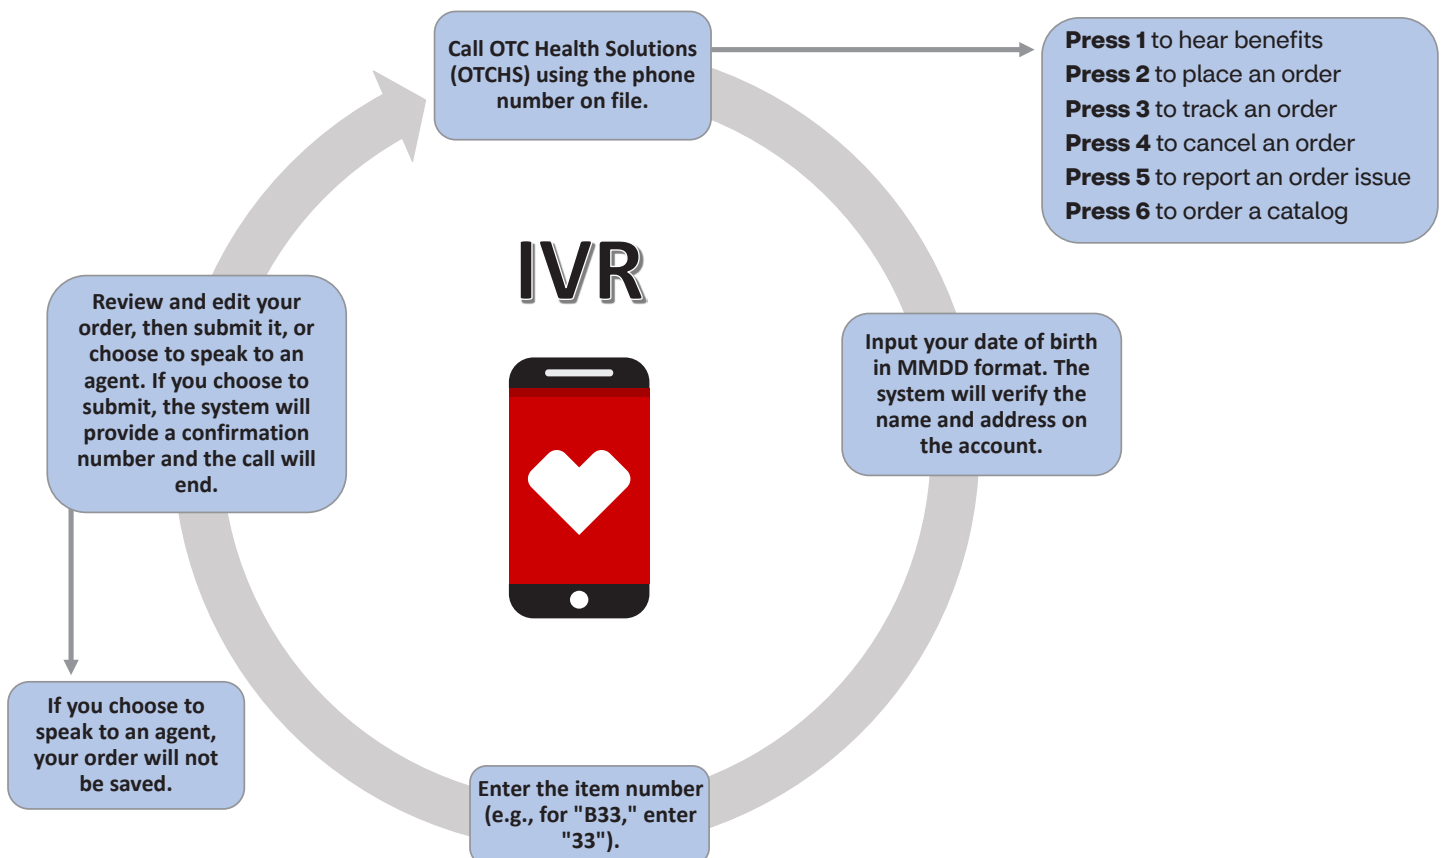 Call OTC Health Solutions
(OTCHS) using the phone
number on file.
Press 1 to hear benefits
Press 2 to place an order
Press 3 to track an order
Press 4 to cancel an order
Press 5 to report an order issue
Press 6 to order a catalog
IVR
Input your date of birth
in MMDD format. The
system will verify the
name and address on
the account.
Enter the item number
(e.g., for "B33," enter
"33").
Review and edit your
order, then submit it, or
choose to speak to an
agent. If you choose to
submit, the system will
provide a confirmation
number and the call will
end.
If you choose to
speak to an agent,
your order will not
be saved.